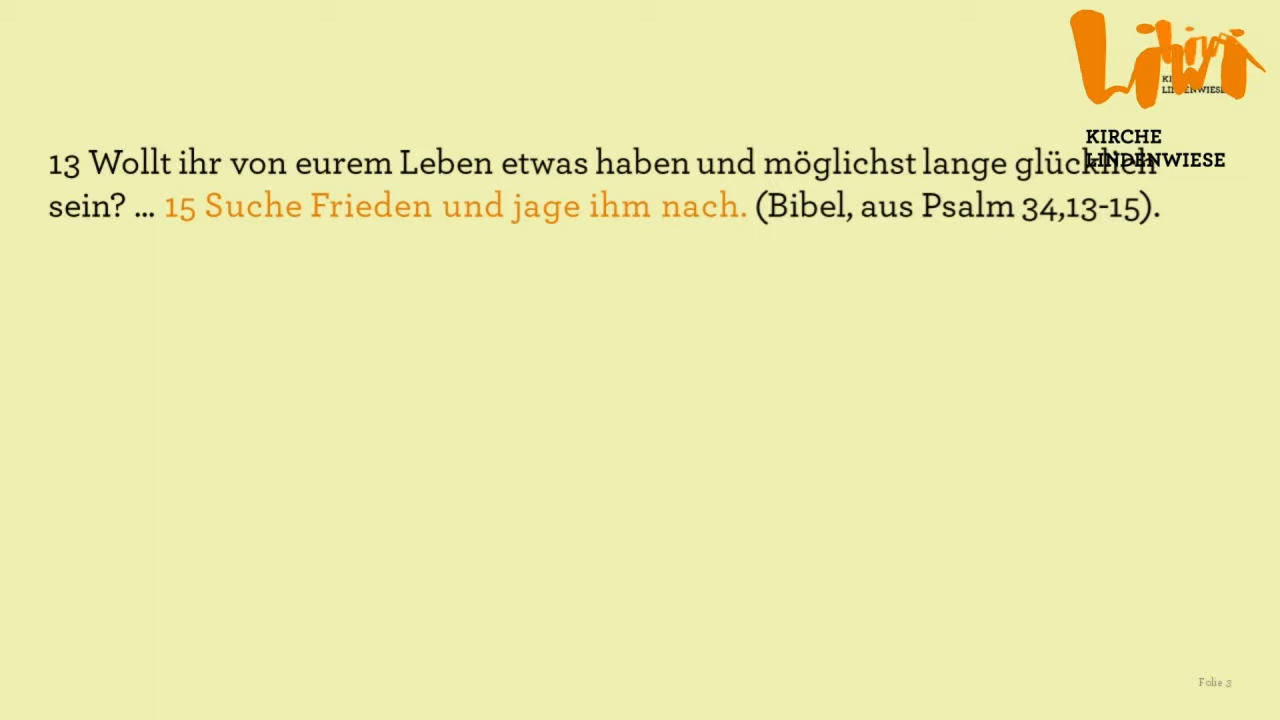 LiWi
KIRCHE
LINDENWIESE
13 Wollt ihr von eurem Leben etwas haben und möglichst lange glücklich
sein? ... 15 Suche Frieden und jage ihm nach. (Bibel, aus Psalm 34,13-15).
Folie 3